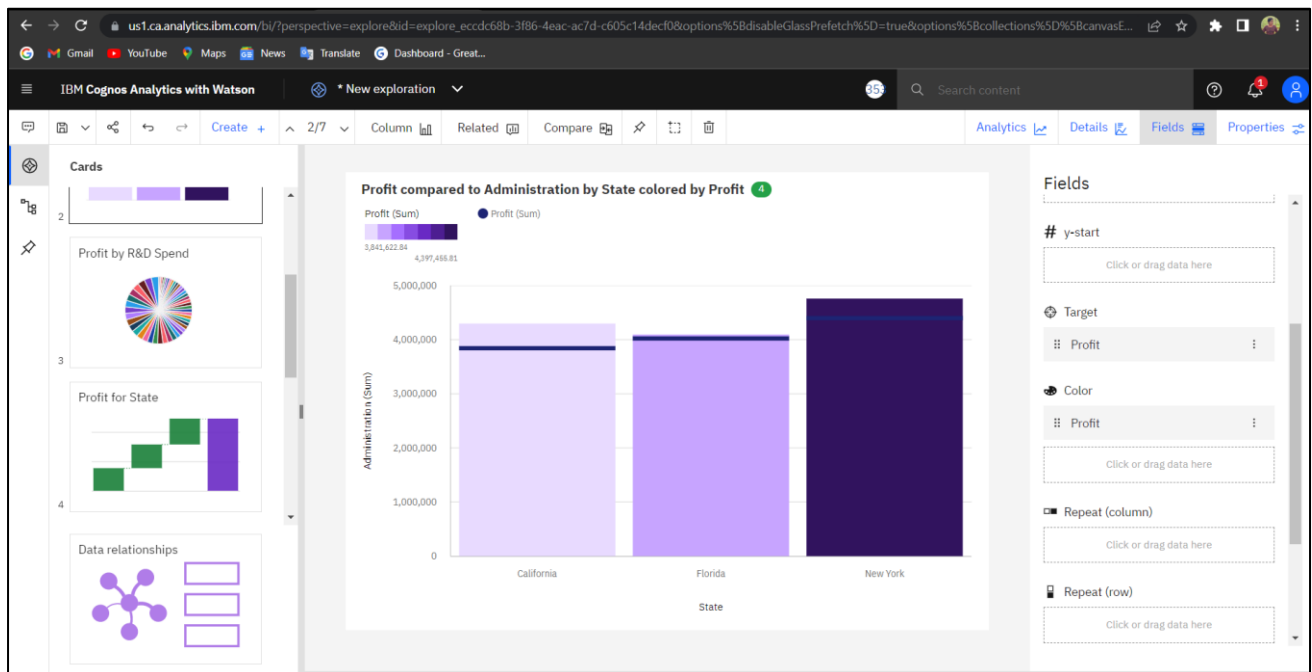 us1.ca.analytics.ibm.com/bi/?perspective=explore&id=explore_eccdc68b-3f86-4eac-ac7d-c605c14decf0&options%5BdisableGlassPrefetch%5D=true&options%5Bcollections%5D%5BcanvasE...
Gmail YouTube Maps News Translate Dashboard - Great...
IBM Cognos Analytics with Watson * New exploration Search content 1
Create + 2/7 Column Related Compare Analytics Details Fields Properties
Cards
2
Profit by R&D Spend
3
Profit for State
4
Data relationships
Profit compared to Administration by State colored by Profit 4
Profit (Sum) Profit (Sum)
3,841,622.84
4,397,455.81
5,000,000
4,000,000
3,000,000
2,000,000
1,000,000
0
Administration (Sum)
California Florida New York
State
Fields
# y-start
Click or drag data here
Target
Profit
Color
Profit
Click or drag data here
Repeat (column)
Click or drag data here
Repeat (row)
Click or drag data here